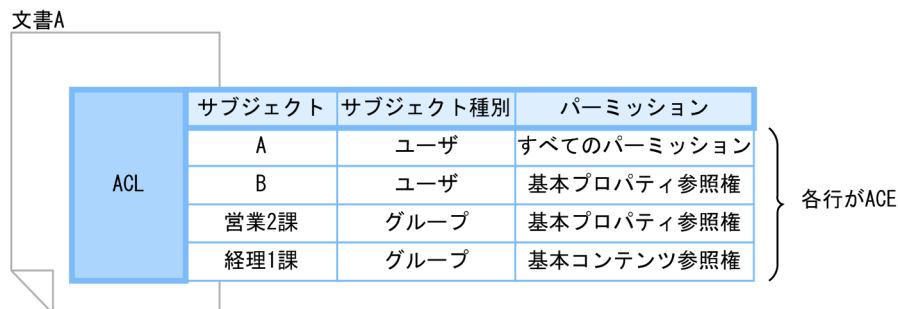 文書A
サブジェクト サブジェクト種別 パーミッション
ACL
A ユーザ すべてのパーミッション
B ユーザ 基本プロパティ参照権
営業2課 グループ 基本プロパティ参照権
経理1課 グループ 基本コンテンツ参照権
各行がACE